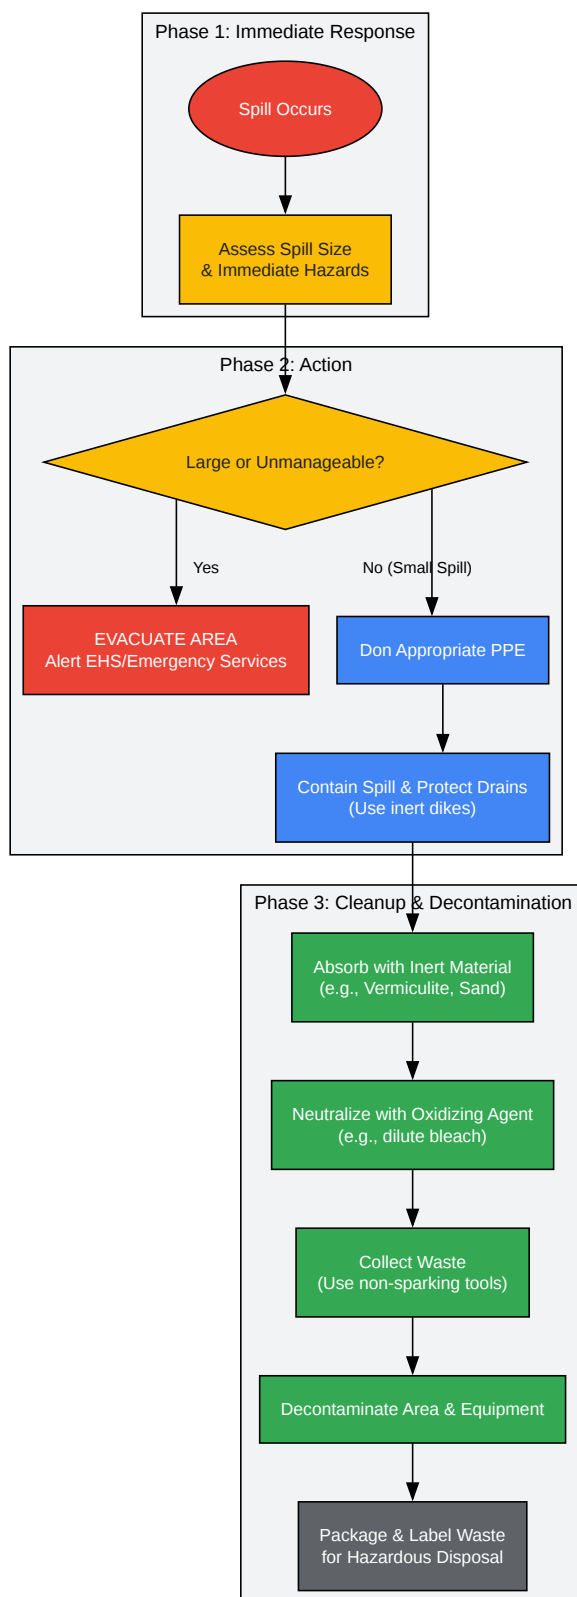 Phase 1: Immediate Response
Spill Occurs
Assess Spill Size
& Immediate Hazards
Phase 2: Action
Large or Unmanageable?
Yes
No (Small Spill)
EVACUATE AREA
Alert EHS/Emergency Services
Don Appropriate PPE
Contain Spill & Protect Drains
(Use inert dikes)
Phase 3: Cleanup & Decontamination
Absorb with Inert Material
(e.g., Vermiculite, Sand)
Neutralize with Oxidizing Agent
(e.g., dilute bleach)
Collect Waste
(Use non-sparking tools)
Decontaminate Area & Equipment
Package & Label Waste
for Hazardous Disposal